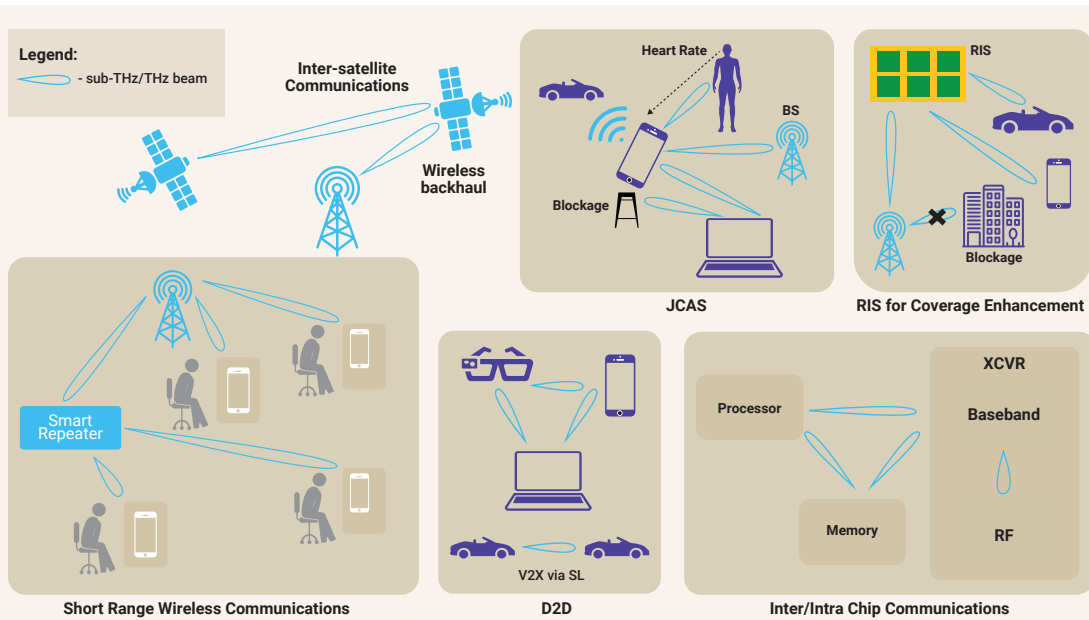 Legend:
- sub-THz/THz beam
Inter-satellite
Communications
Wireless
backhaul
Heart Rate
BS
Blockage
JCAS
RIS
Blockage
RIS for Coverage Enhancement
Smart
Repeater
Short Range Wireless Communications
V2X via SL
D2D
XCVR
Processor
Baseband
Memory
RF
Inter/Intra Chip Communications